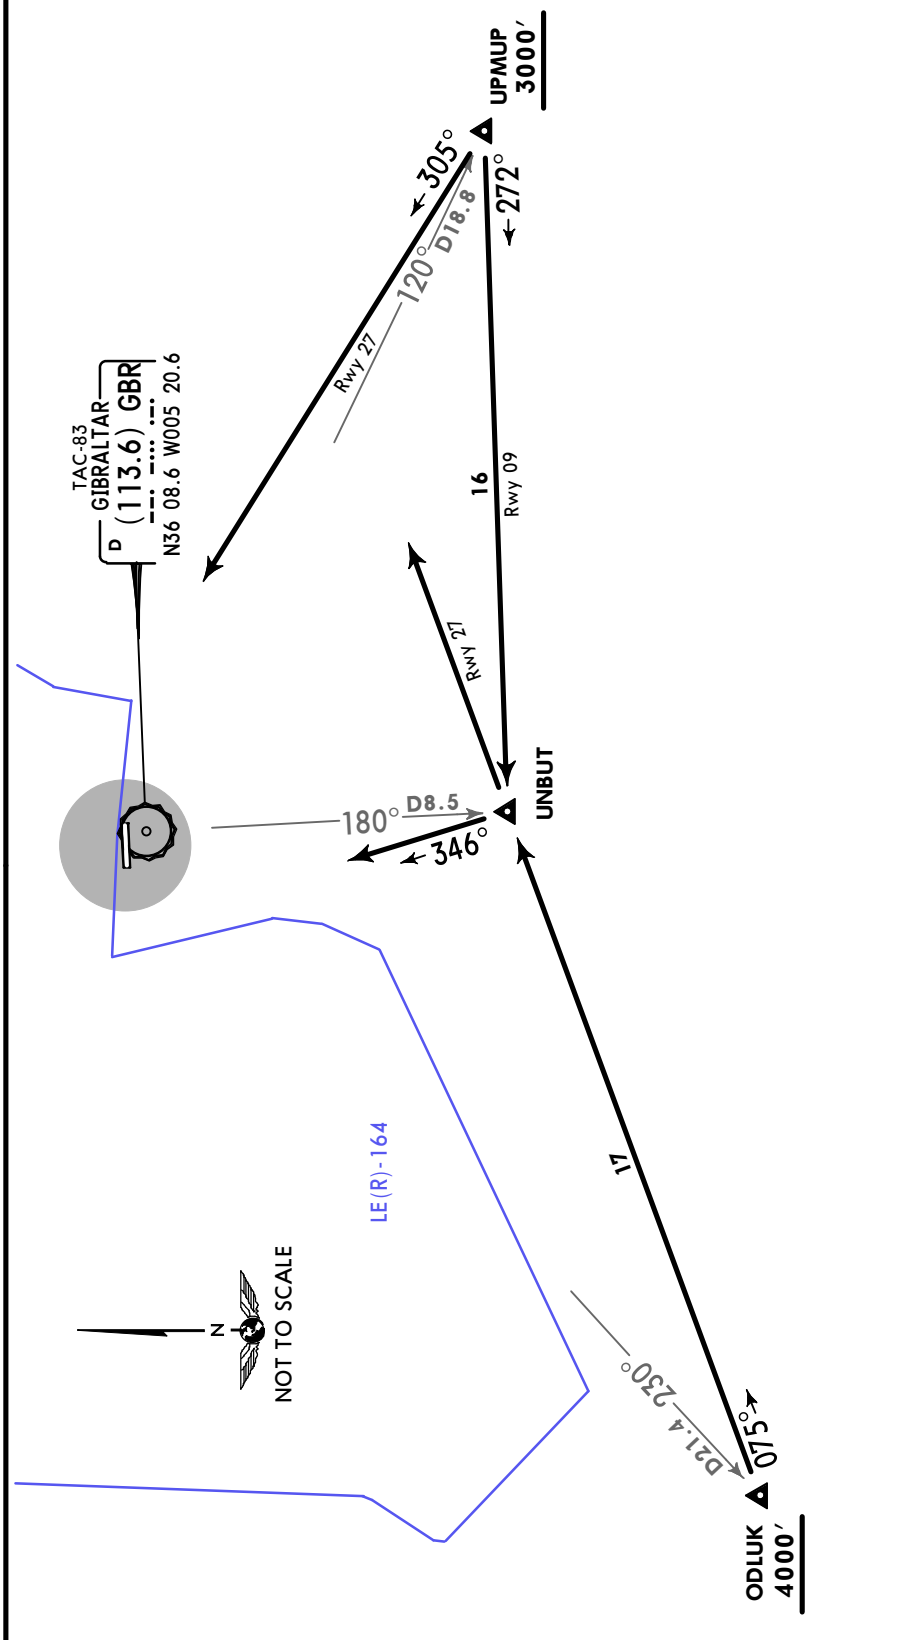 TAC-83
GIBRALTAR
D (113.6) GBR
N36 08.6 W005 20.6
UPMUP
3000′
← 305°
120°
D18.8
← 272°
Rwy 27
16
Rwy 09
Rwy 27
UNBUT
180° D8.5
← 346°
LE(R)-164
17
N
NOT TO SCALE
D21.4 230°
075° →
ODLUK
4000′